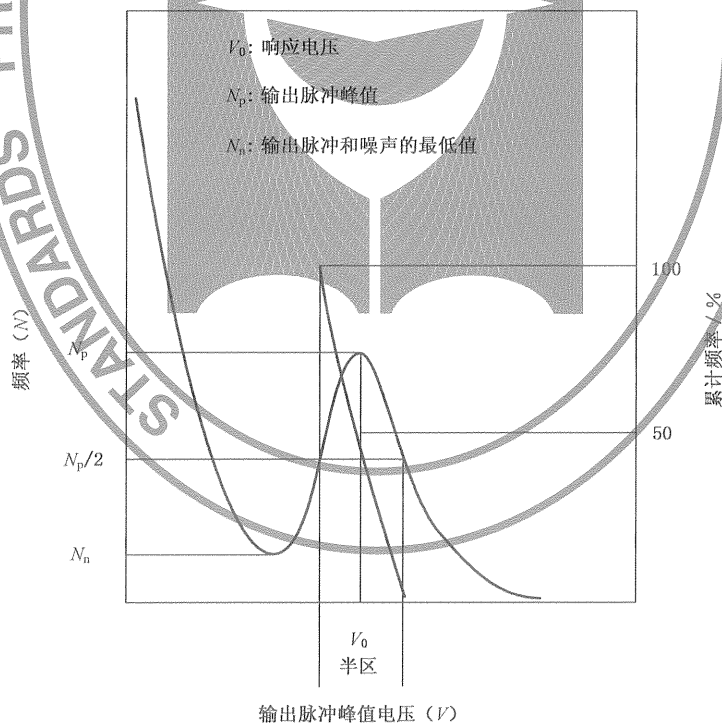 V₀: 响应电压
Nₚ: 输出脉冲峰值
Nₙ: 输出脉冲和噪声的最低值
100
Nₚ
50
Nₚ/2
Nₙ
频率（N）
累计频率 / %
V₀
半区
输出脉冲峰值电压（V）
STANDARDS